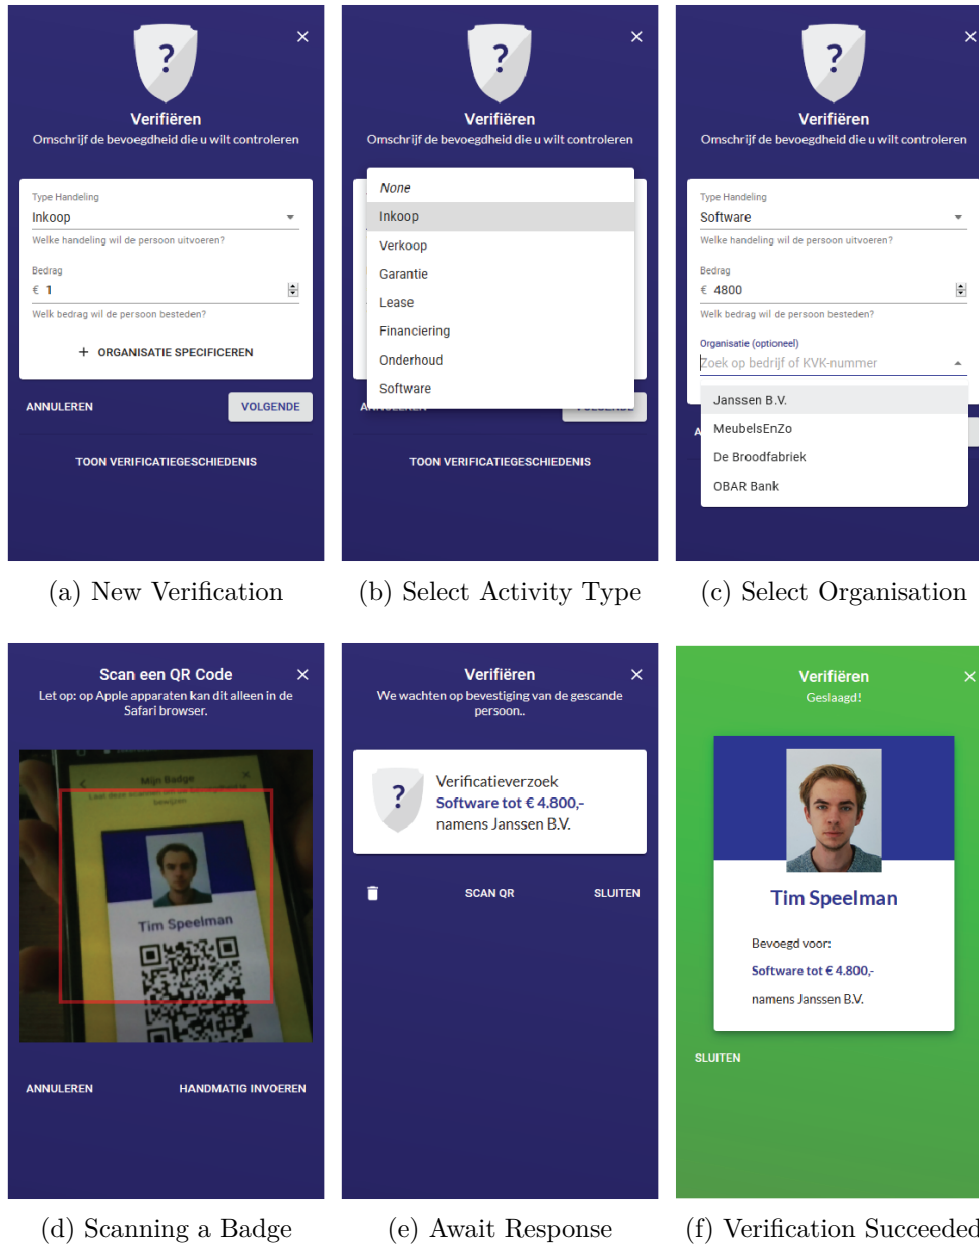 ?
Verifiëren
Omschrijf de bevoegdheid die u wilt controleren
Type Handeling
Inkoop
Welke handeling wil de persoon uitvoeren?
Bedrag
€ 1
Welk bedrag wil de persoon besteden?
+ ORGANISATIE SPECIFICEREN
ANNULEREN
VOLGENDE
TOON VERIFICATIEGESCHIEDENIS
(a) New Verification
?
Verifiëren
Omschrijf de bevoegdheid die u wilt controleren
None
Inkoop
Verkoop
Garantie
Lease
Financiering
Onderhoud
Software
TOON VERIFICATIEGESCHIEDENIS
(b) Select Activity Type
?
Verifiëren
Omschrijf de bevoegdheid die u wilt controleren
Type Handeling
Software
Welke handeling wil de persoon uitvoeren?
Bedrag
€ 4800
Welk bedrag wil de persoon besteden?
Organisatie (optioneel)
Zoek op bedrijf of KVK-nummer
Janssen B.V.
MeubelsEnZo
De Broodfabriek
OBAR Bank
(c) Select Organisation
Scan een QR Code
Let op: op Apple apparaten kan dit alleen in de
Safari browser.
Mijn Badge
Laat deze scannen om uw bevoegdheid te
bewijzen
Tim Speelman
ANNULEREN
HANDMATIG INVOEREN
(d) Scanning a Badge
Verifiëren
We wachten op bevestiging van de gescande
persoon..
?
Verificatieverzoek
Software tot € 4.800,-
namens Janssen B.V.
SCAN QR
SLUITEN
(e) Await Response
Verifiëren
Geslaagd!
Tim Speelman
Bevoegd voor:
Software tot € 4.800,-
namens Janssen B.V.
SLUITEN
(f) Verification Succeeded